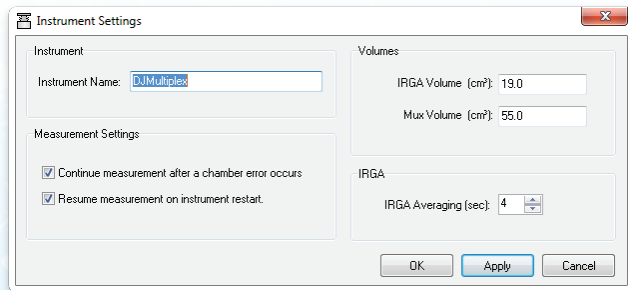 Instrument Settings
Instrument
Instrument Name: DJMultiplex
Measurement Settings
Continue measurement after a chamber error occurs
Resume measurement on instrument restart.
Volumes
IRGA Volume (cm³): 19.0
Mux Volume (cm³): 55.0
IRGA
IRGA Averaging (sec): 4
OK Apply Cancel